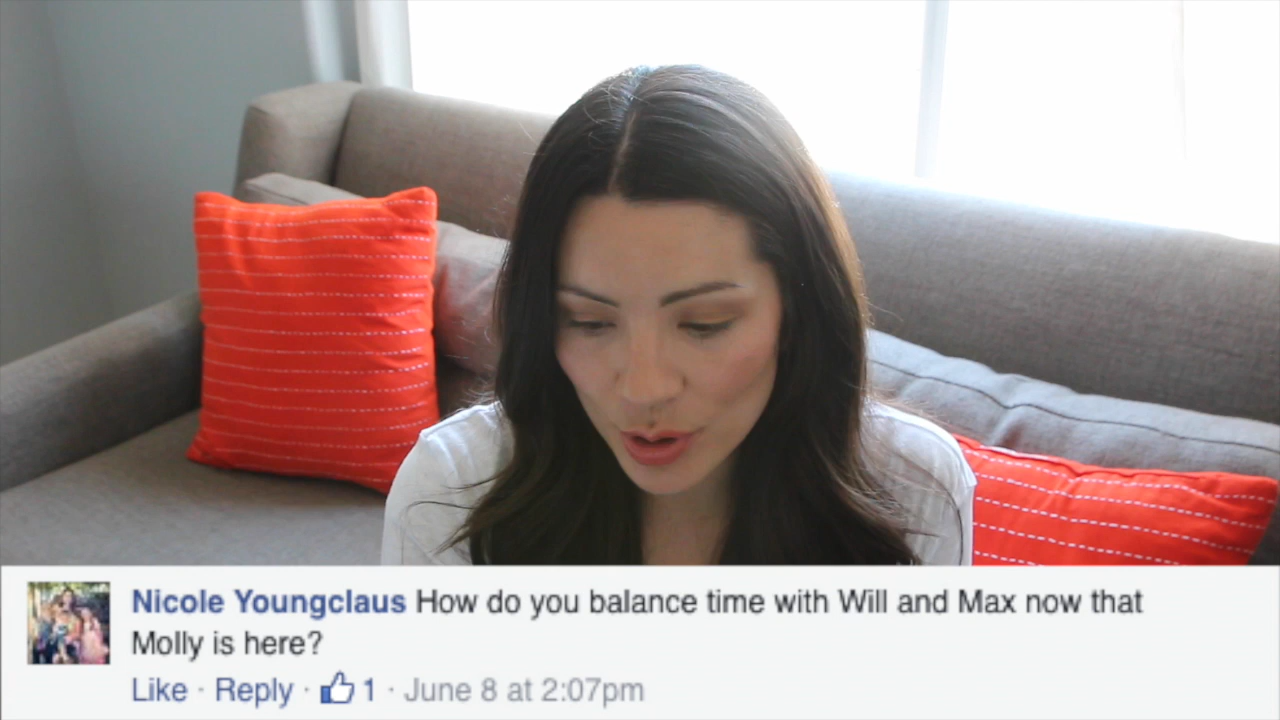 Nicole Youngclaus How do you balance time with Will and Max now that
Molly is here?
Like · Reply · 1 · June 8 at 2:07pm